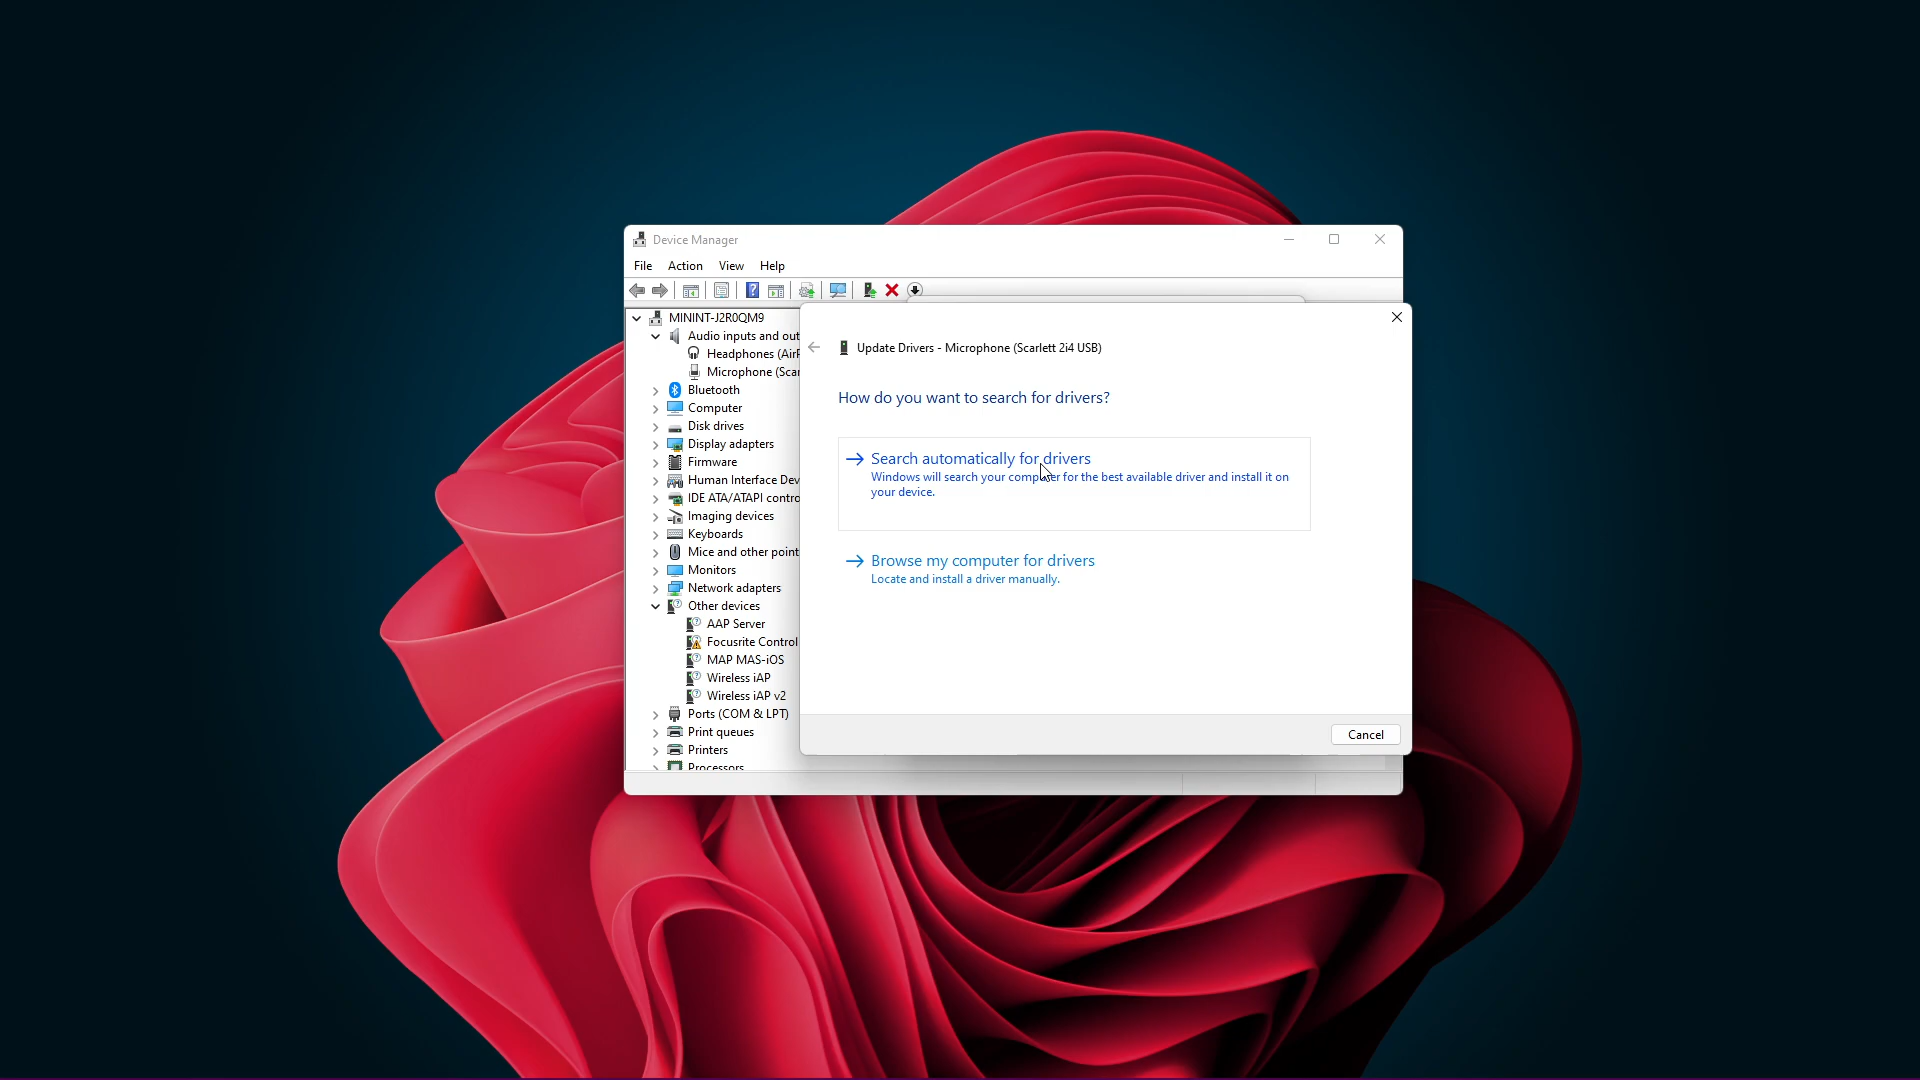 Device Manager
File Action View Help
MININT-J2R0QM9
Audio inputs and out
Headphones (Air
Microphone (Scar
Bluetooth
Computer
Disk drives
Display adapters
Firmware
Human Interface Dev
IDE ATA/ATAPI contro
Imaging devices
Keyboards
Mice and other point
Monitors
Network adapters
Other devices
AAP Server
Focusrite Control
MAP MAS-iOS
Wireless iAP
Wireless iAP v2
Ports (COM & LPT)
Print queues
Printers
Processors
Update Drivers - Microphone (Scarlett 2i4 USB)
How do you want to search for drivers?
Search automatically for drivers
Windows will search your computer for the best available driver and install it on
your device.
Browse my computer for drivers
Locate and install a driver manually.
Cancel